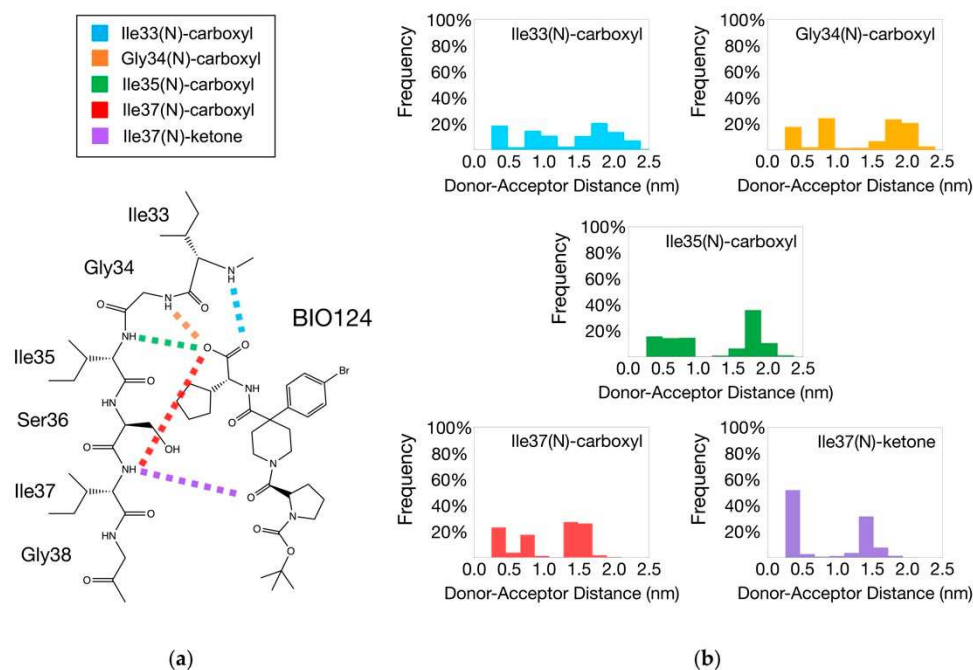 Ile33(N)-carboxyl
Gly34(N)-carboxyl
Ile35(N)-carboxyl
Ile37(N)-carboxyl
Ile37(N)-ketone
Ile33
Gly34
Ile35
Ser36
Ile37
Gly38
BIO124
N
H
N
H
O
O
O
O
NH
O
NH
O
OH
NH
O
NH
O
O
O
O
NH
O
Br
N
O
N
O
O
(a)
Ile33(N)-carboxyl
Frequency
100%
80%
60%
40%
20%
0.0 0.5 1.0 1.5 2.0 2.5
Donor-Acceptor Distance (nm)
Gly34(N)-carboxyl
Frequency
100%
80%
60%
40%
20%
0.0 0.5 1.0 1.5 2.0 2.5
Donor-Acceptor Distance (nm)
Ile35(N)-carboxyl
Frequency
100%
80%
60%
40%
20%
0.0 0.5 1.0 1.5 2.0 2.5
Donor-Acceptor Distance (nm)
Ile37(N)-carboxyl
Frequency
100%
80%
60%
40%
20%
0.0 0.5 1.0 1.5 2.0 2.5
Donor-Acceptor Distance (nm)
Ile37(N)-ketone
Frequency
100%
80%
60%
40%
20%
0.0 0.5 1.0 1.5 2.0 2.5
Donor-Acceptor Distance (nm)
(b)